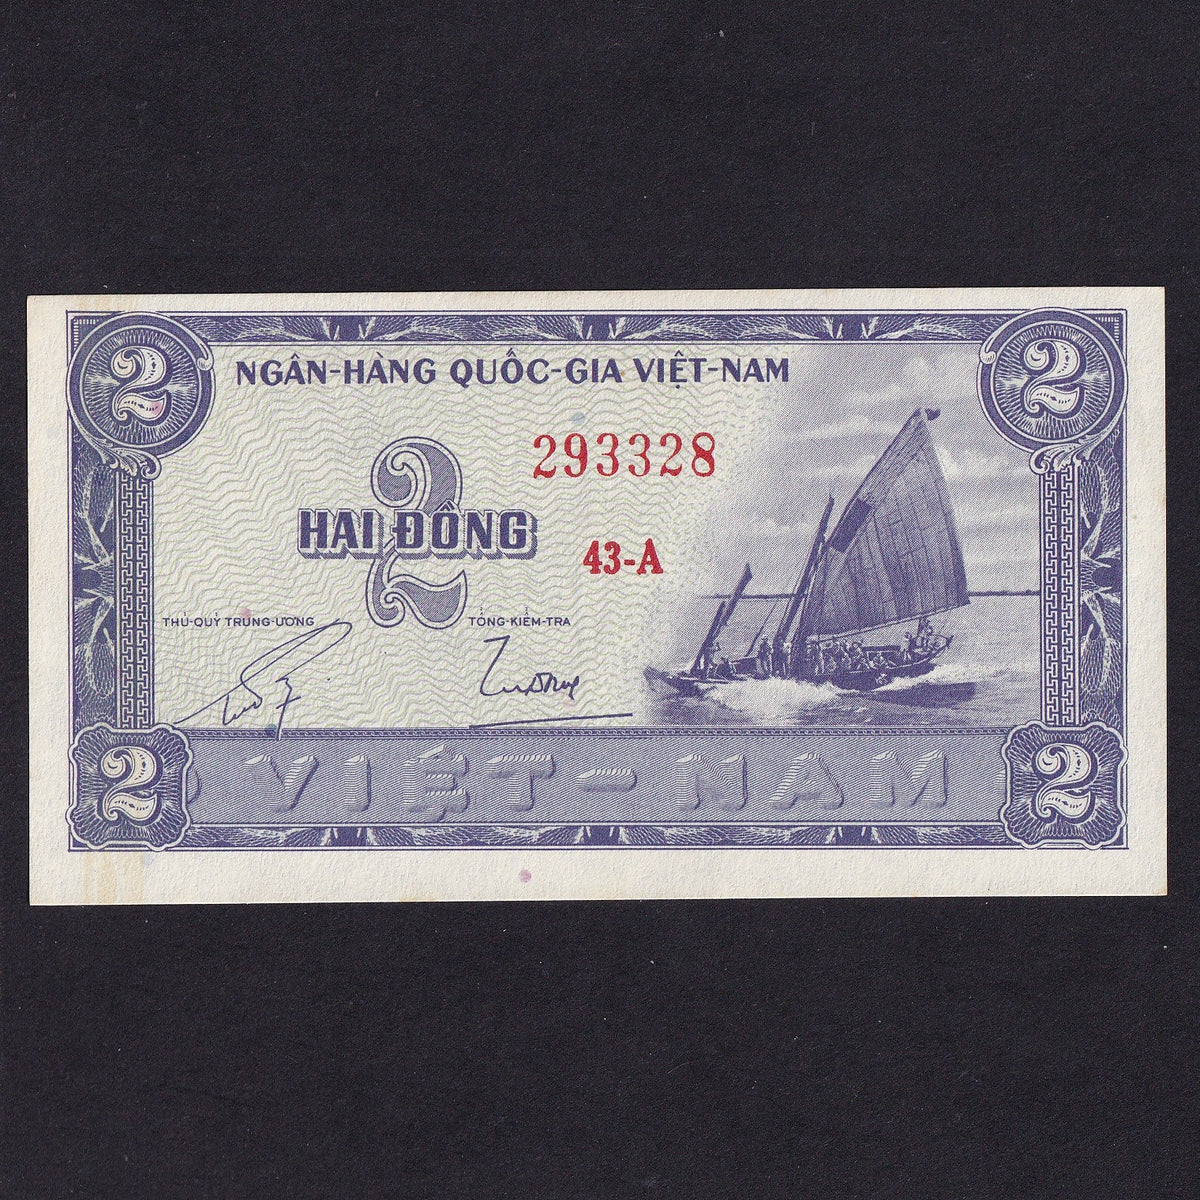 2 2
NGÂN-HÀNG QUỐC-GIA VIỆT-NAM
293328
2
HAI ĐỒNG
43-A
THỦ-QUỸ TRUNG-ƯƠNG TỔNG-KIỂM-TRA
VIỆT-NAM
2 2